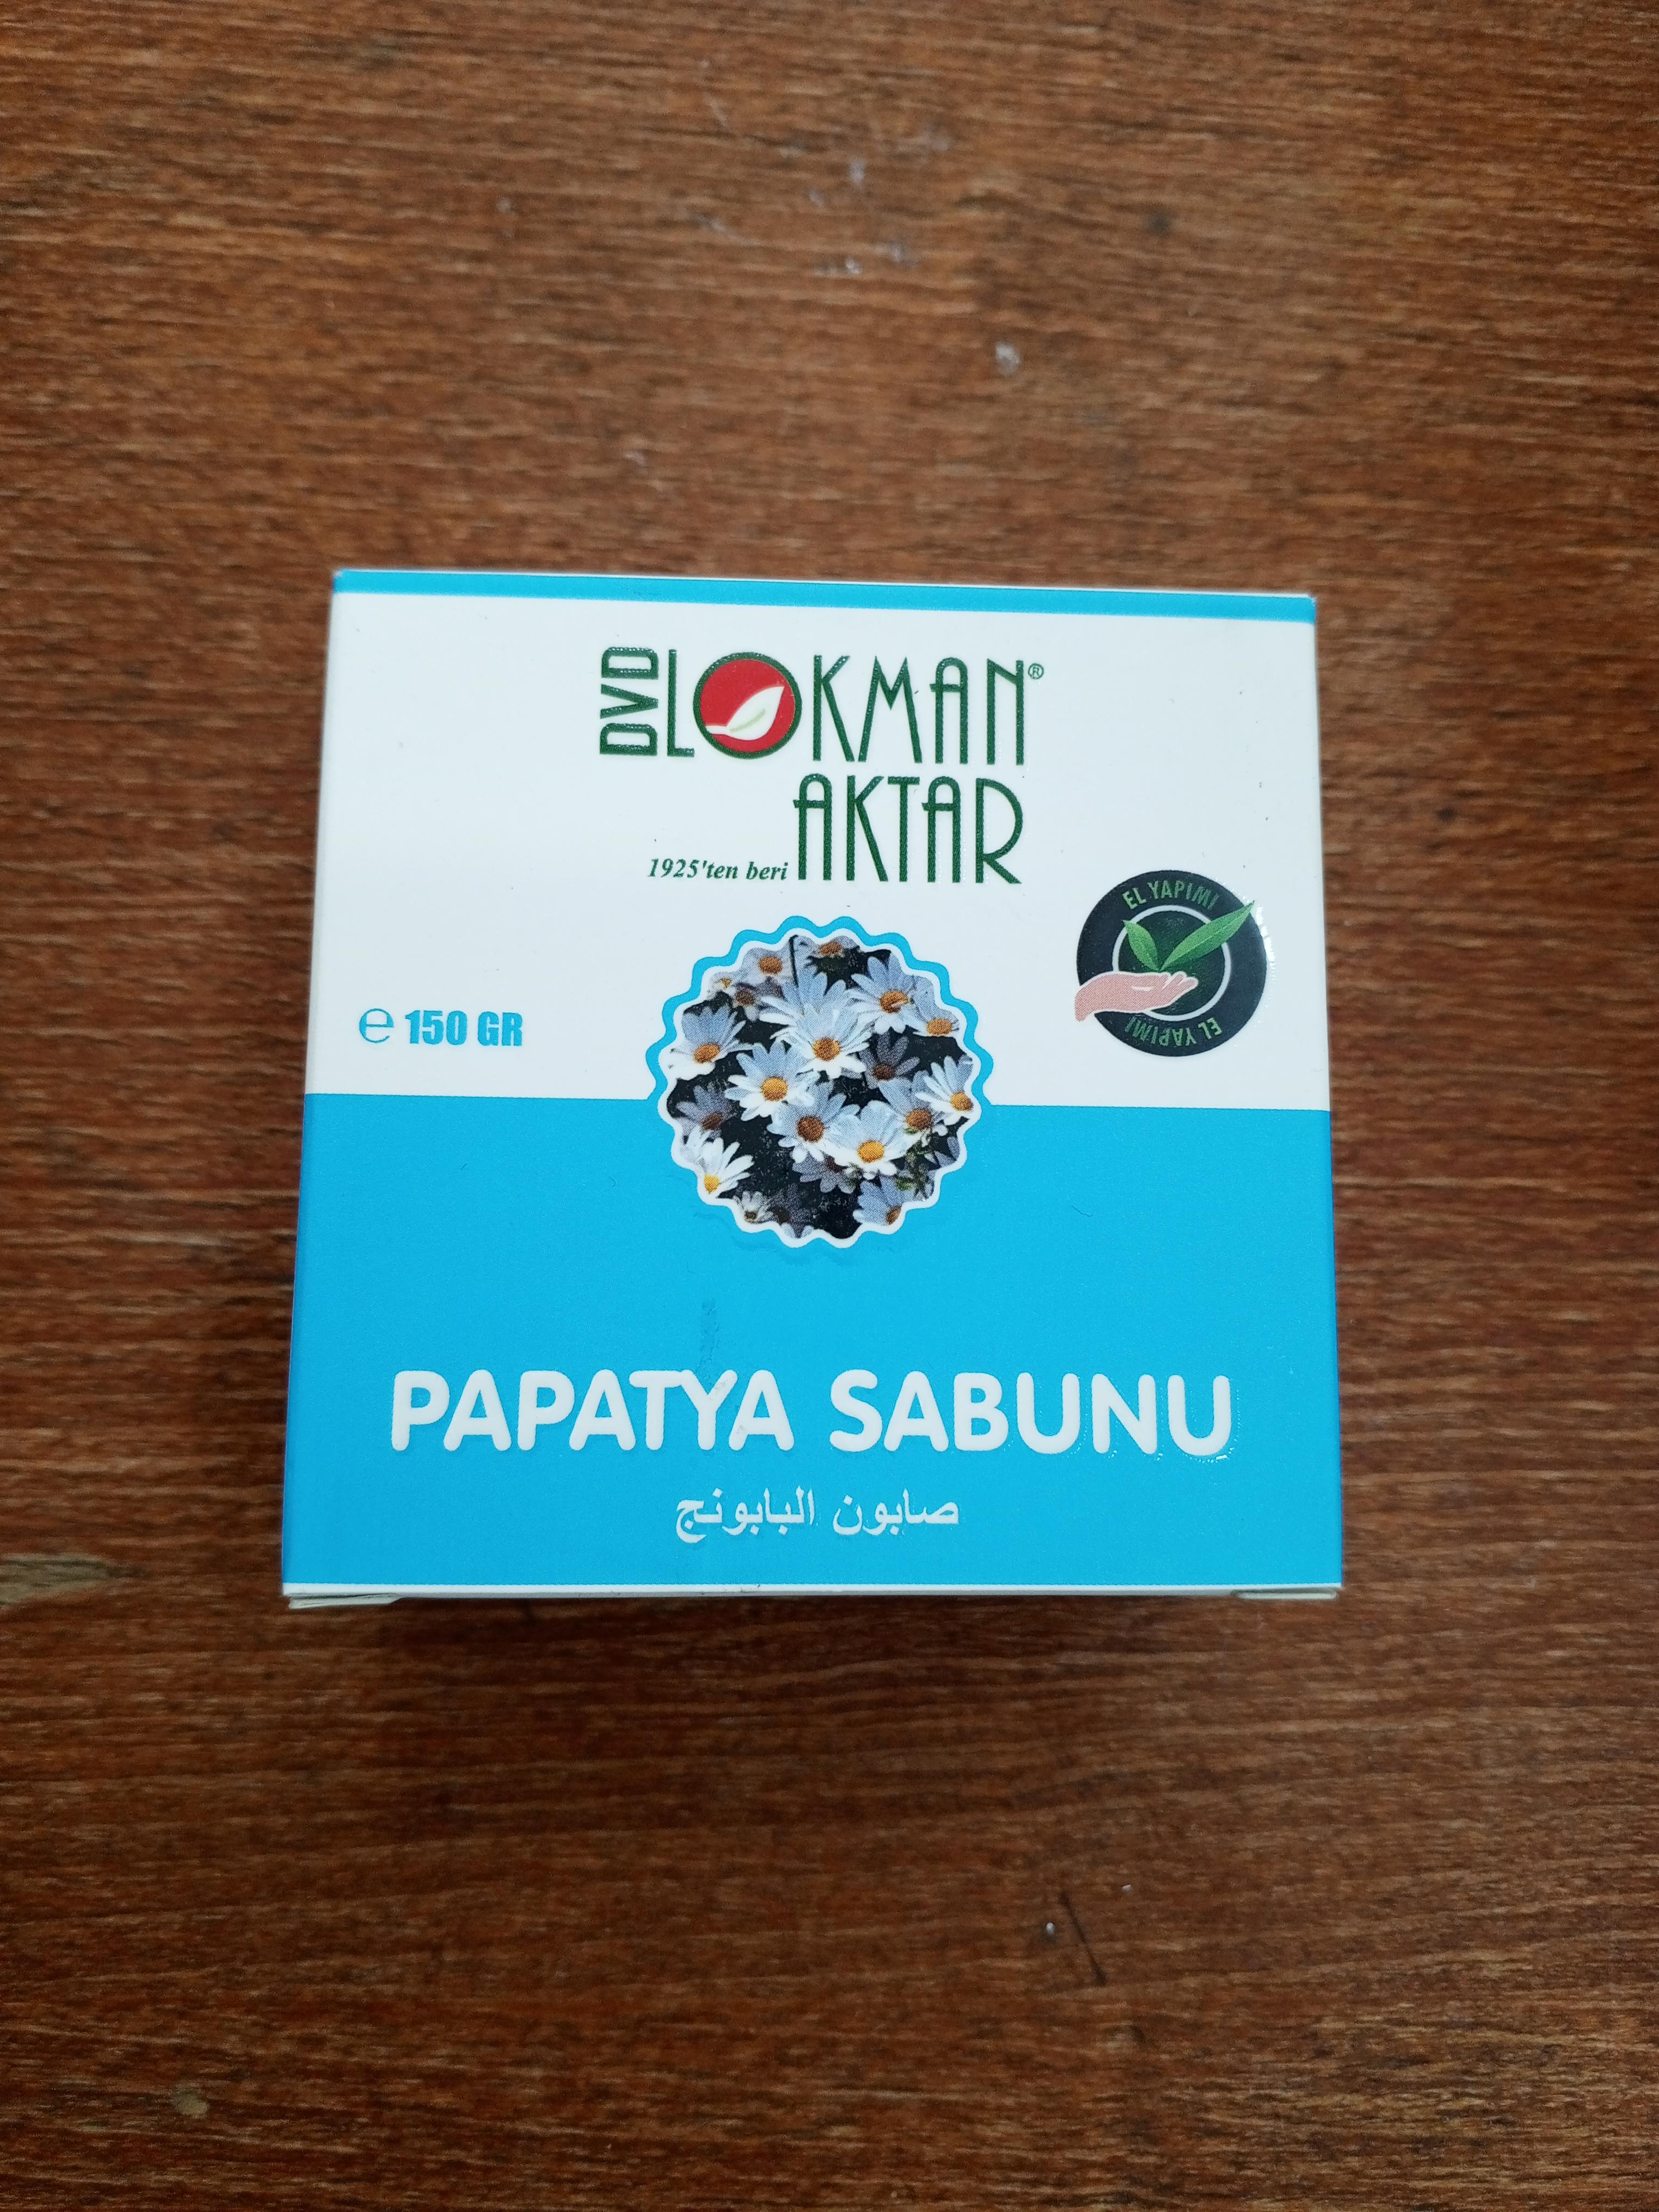 DVD LOKMAN®
AKTAR
1925'ten beri
EL YAPIMI
EL YAPIMI
℮ 150 GR
PAPATYA SABUNU
صابون البابونج